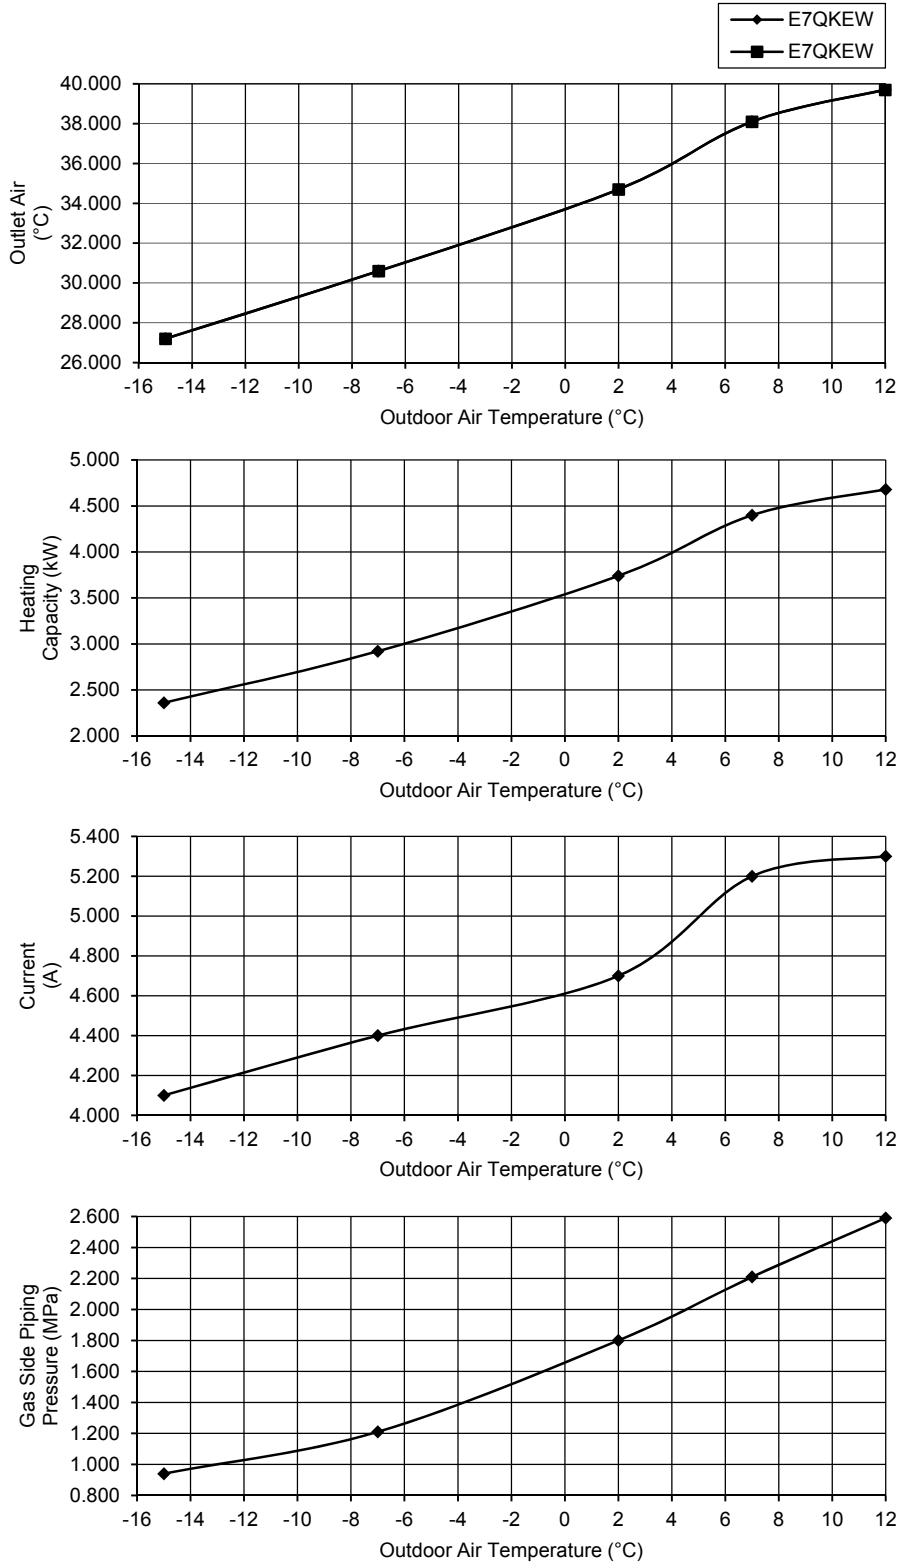 E7QKEW
E7QKEW
40.000
38.000
36.000
34.000
32.000
30.000
28.000
26.000
Outlet Air
(°C)
-16 -14 -12 -10 -8 -6 -4 -2 0 2 4 6 8 10 12
Outdoor Air Temperature (°C)
5.000
4.500
4.000
3.500
3.000
2.500
2.000
Heating
Capacity (kW)
-16 -14 -12 -10 -8 -6 -4 -2 0 2 4 6 8 10 12
Outdoor Air Temperature (°C)
5.400
5.200
5.000
4.800
4.600
4.400
4.200
4.000
Current
(A)
-16 -14 -12 -10 -8 -6 -4 -2 0 2 4 6 8 10 12
Outdoor Air Temperature (°C)
2.600
2.400
2.200
2.000
1.800
1.600
1.400
1.200
1.000
0.800
Gas Side Piping
Pressure (MPa)
-16 -14 -12 -10 -8 -6 -4 -2 0 2 4 6 8 10 12
Outdoor Air Temperature (°C)